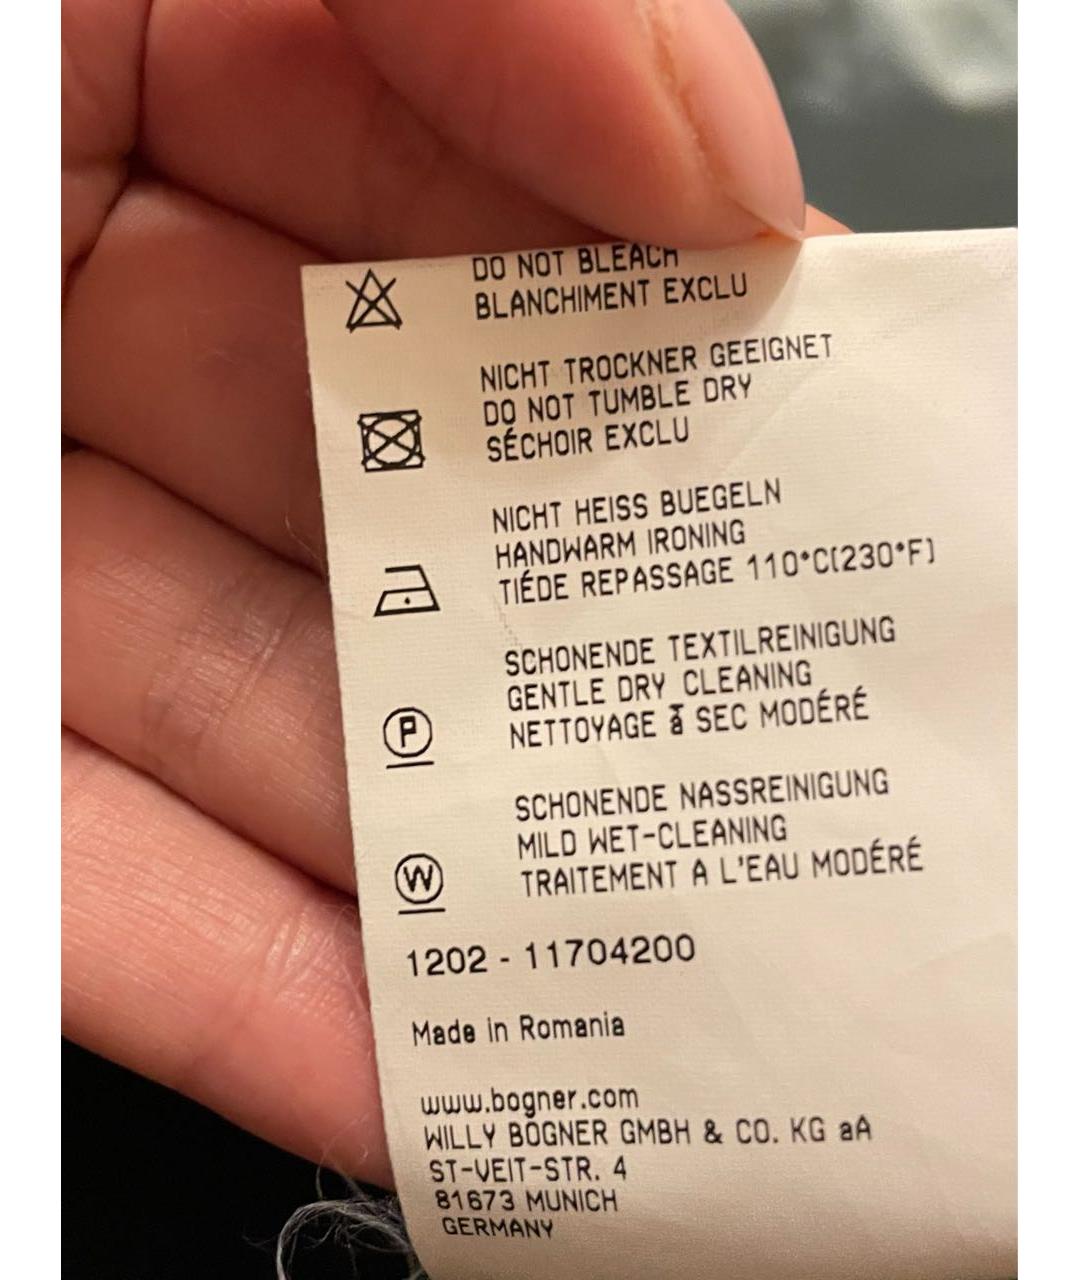 DO NOT BLEACH
BLANCHIMENT EXCLU
NICHT TROCKNER GEEIGNET
DO NOT TUMBLE DRY
SÉCHOIR EXCLU
NICHT HEISS BUEGELN
HANDWARM IRONING
TIÉDE REPASSAGE 110°C(230°F)
SCHONENDE TEXTILREINIGUNG
GENTLE DRY CLEANING
NETTOYAGE à SEC MODÉRÉ
P
SCHONENDE NASSREINIGUNG
MILD WET-CLEANING
TRAITEMENT A L'EAU MODÉRÉ
W
1202 - 11704200
Made in Romania
www.bogner.com
WILLY BOGNER GMBH & CO. KG aA
ST-VEIT-STR. 4
81673 MUNICH
GERMANY